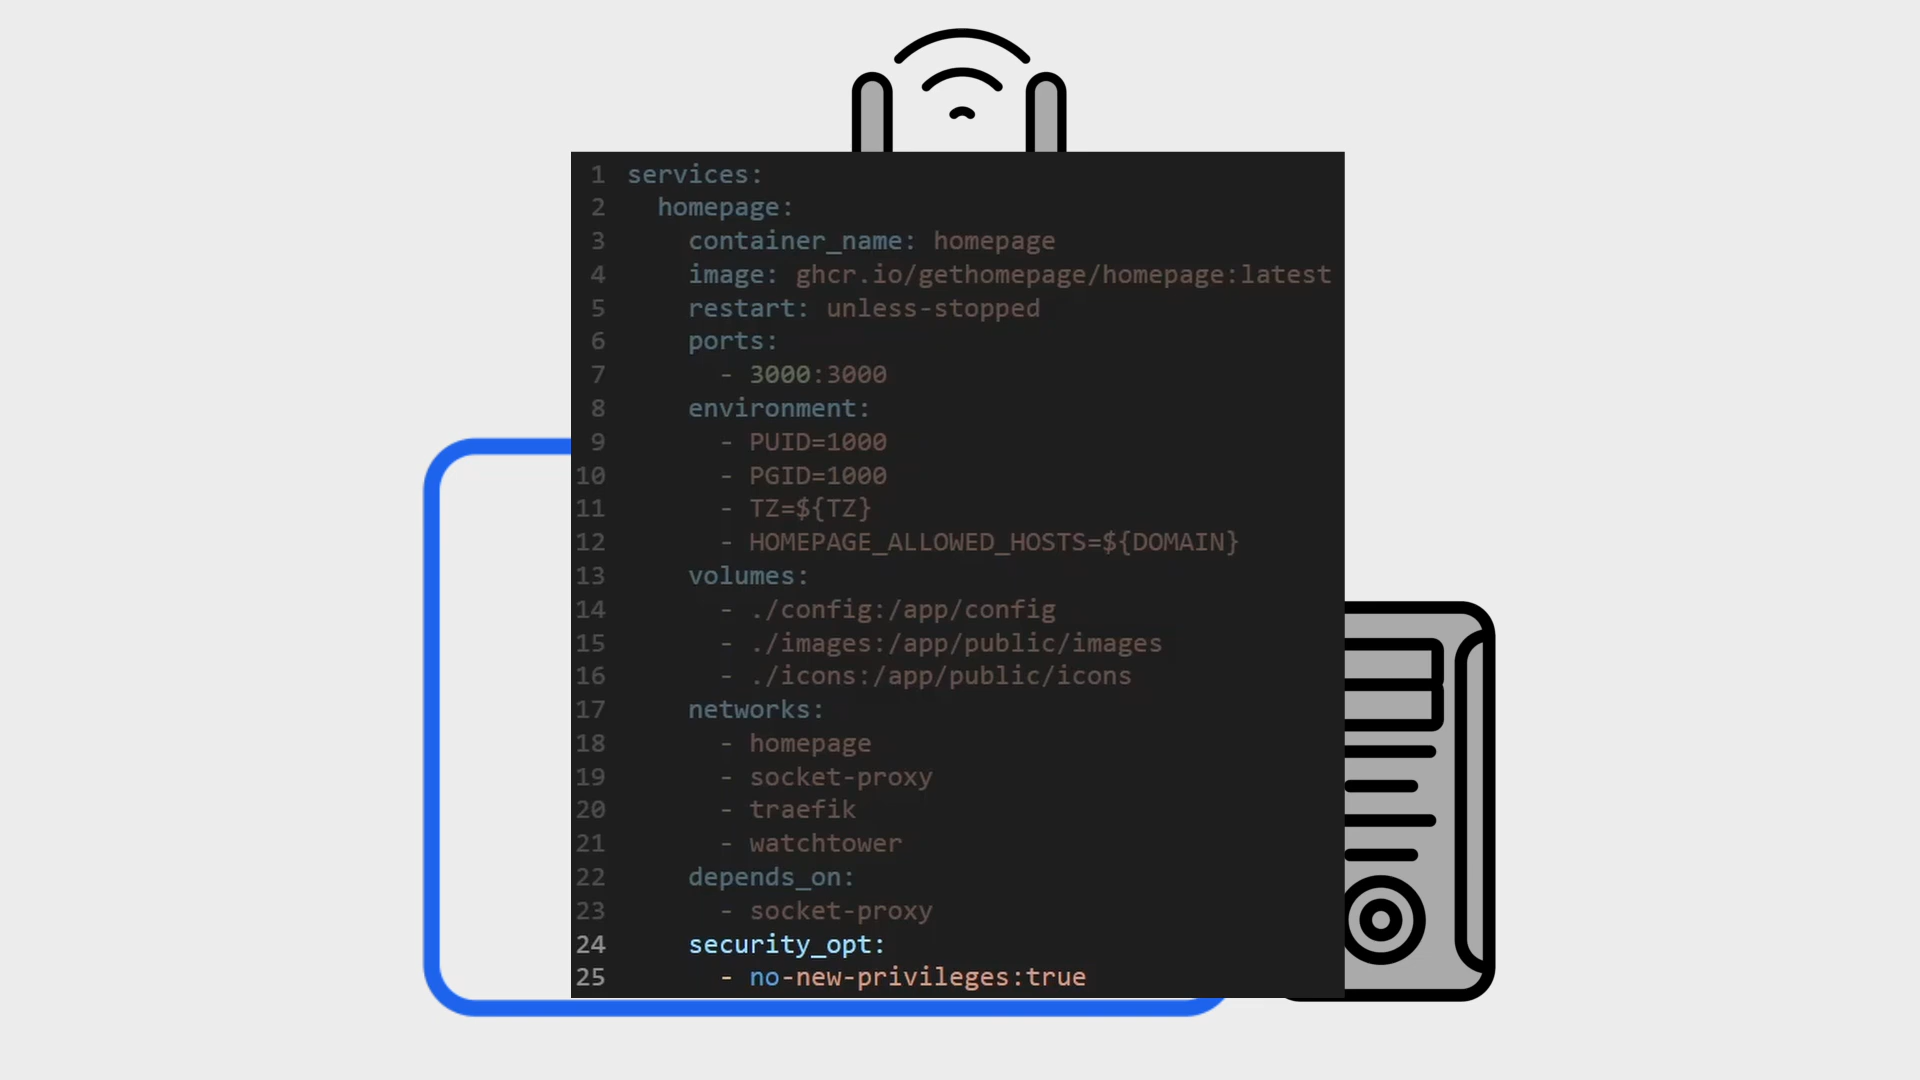 1 services:
2 homepage:
3 container_name: homepage
4 image: ghcr.io/gethomepage/homepage:latest
5 restart: unless-stopped
6 ports:
7 - 3000:3000
8 environment:
9 - PUID=1000
10 - PGID=1000
11 - TZ=${TZ}
12 - HOMEPAGE_ALLOWED_HOSTS=${DOMAIN}
13 volumes:
14 - ./config:/app/config
15 - ./images:/app/public/images
16 - ./icons:/app/public/icons
17 networks:
18 - homepage
19 - socket-proxy
20 - traefik
21 - watchtower
22 depends_on:
23 - socket-proxy
24 security_opt:
25 - no-new-privileges:true